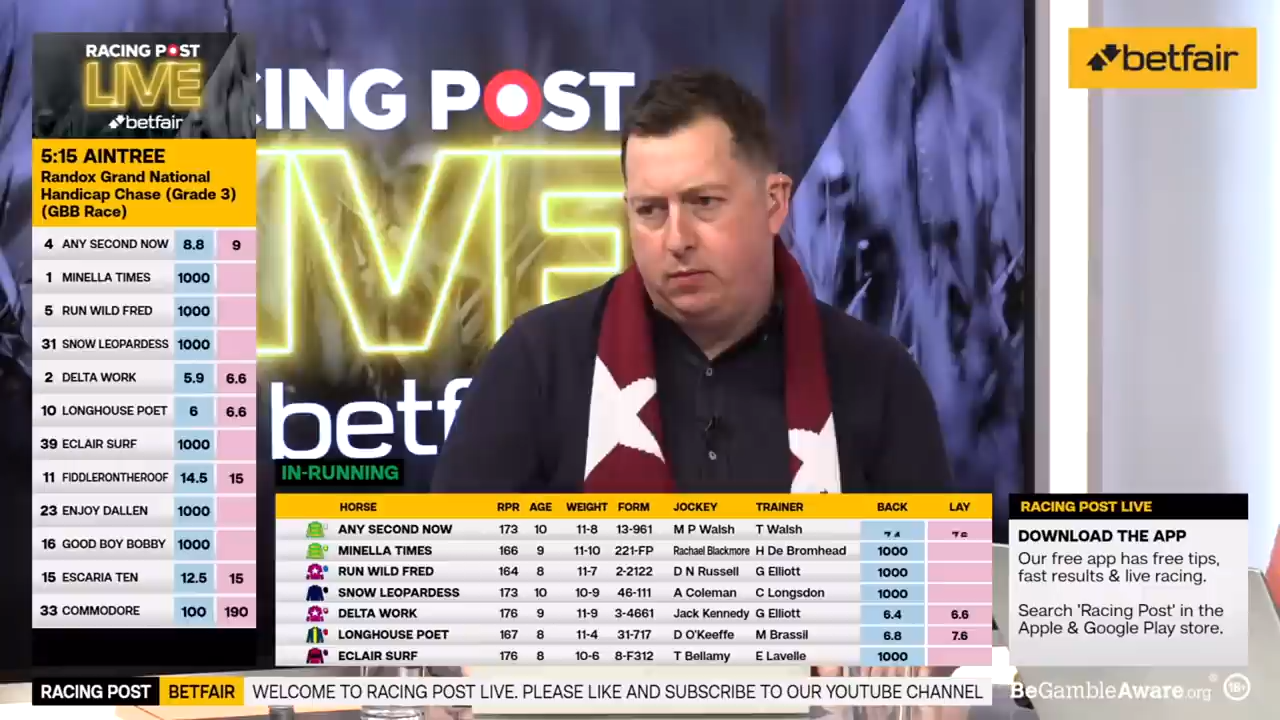 RACING POST
LIVE
betfair
5:15 AINTREE
Randox Grand National
Handicap Chase (Grade 3)
(GBB Race)
4 ANY SECOND NOW 8.8 9
1 MINELLA TIMES 1000
5 RUN WILD FRED 1000
31 SNOW LEOPARDESS 1000
2 DELTA WORK 5.9 6.6
10 LONGHOUSE POET 6 6.6
39 ECLAIR SURF 1000
11 FIDDLERONTHEROOF 14.5 15
23 ENJOY DALLEN 1000
16 GOOD BOY BOBBY 1000
15 ESCARIA TEN 12.5 15
33 COMMODORE 100 190
CING POST
IVE
betf
betfair
IN-RUNNING
HORSE RPR AGE WEIGHT FORM JOCKEY TRAINER BACK LAY
ANY SECOND NOW 173 10 11-8 13-961 M P Walsh T Walsh
MINELLA TIMES 166 9 11-10 221-FP Rachael Blackmore H De Bromhead 1000
RUN WILD FRED 164 8 11-7 2-2122 D N Russell G Elliott 1000
SNOW LEOPARDESS 173 10 10-9 46-111 A Coleman C Longsdon 1000
DELTA WORK 176 9 11-9 3-4661 Jack Kennedy G Elliott 6.4 6.6
LONGHOUSE POET 167 8 11-4 31-717 D O'Keeffe M Brassil 6.8 7.6
ECLAIR SURF 176 8 10-6 8-F312 T Bellamy E Lavelle 1000
RACING POST LIVE
DOWNLOAD THE APP
Our free app has free tips,
fast results & live racing.
Search 'Racing Post' in the
Apple & Google Play store.
RACING POST BETFAIR WELCOME TO RACING POST LIVE. PLEASE LIKE AND SUBSCRIBE TO OUR YOUTUBE CHANNEL
BeGambleAware.org® 18+